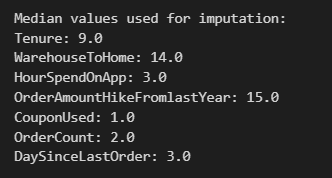 Median values used for imputation:
Tenure: 9.0
WarehouseToHome: 14.0
HourSpendOnApp: 3.0
OrderAmountHikeFromlastYear: 15.0
CouponUsed: 1.0
OrderCount: 2.0
DaySinceLastOrder: 3.0